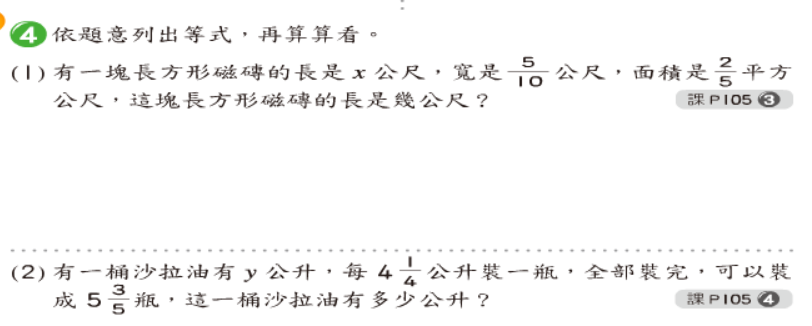 4 依題意列出等式，再算算看。
(1) 有一塊長方形磁磚的長是 x 公尺，寬是 5/10 公尺，面積是 2/5 平方
公尺，這塊長方形磁磚的長是幾公尺？ 課 P105 3
(2) 有一桶沙拉油有 y 公升，每 4 1/4 公升裝一瓶，全部裝完，可以裝
成 5 3/5 瓶，這一桶沙拉油有多少公升？ 課 P105 4